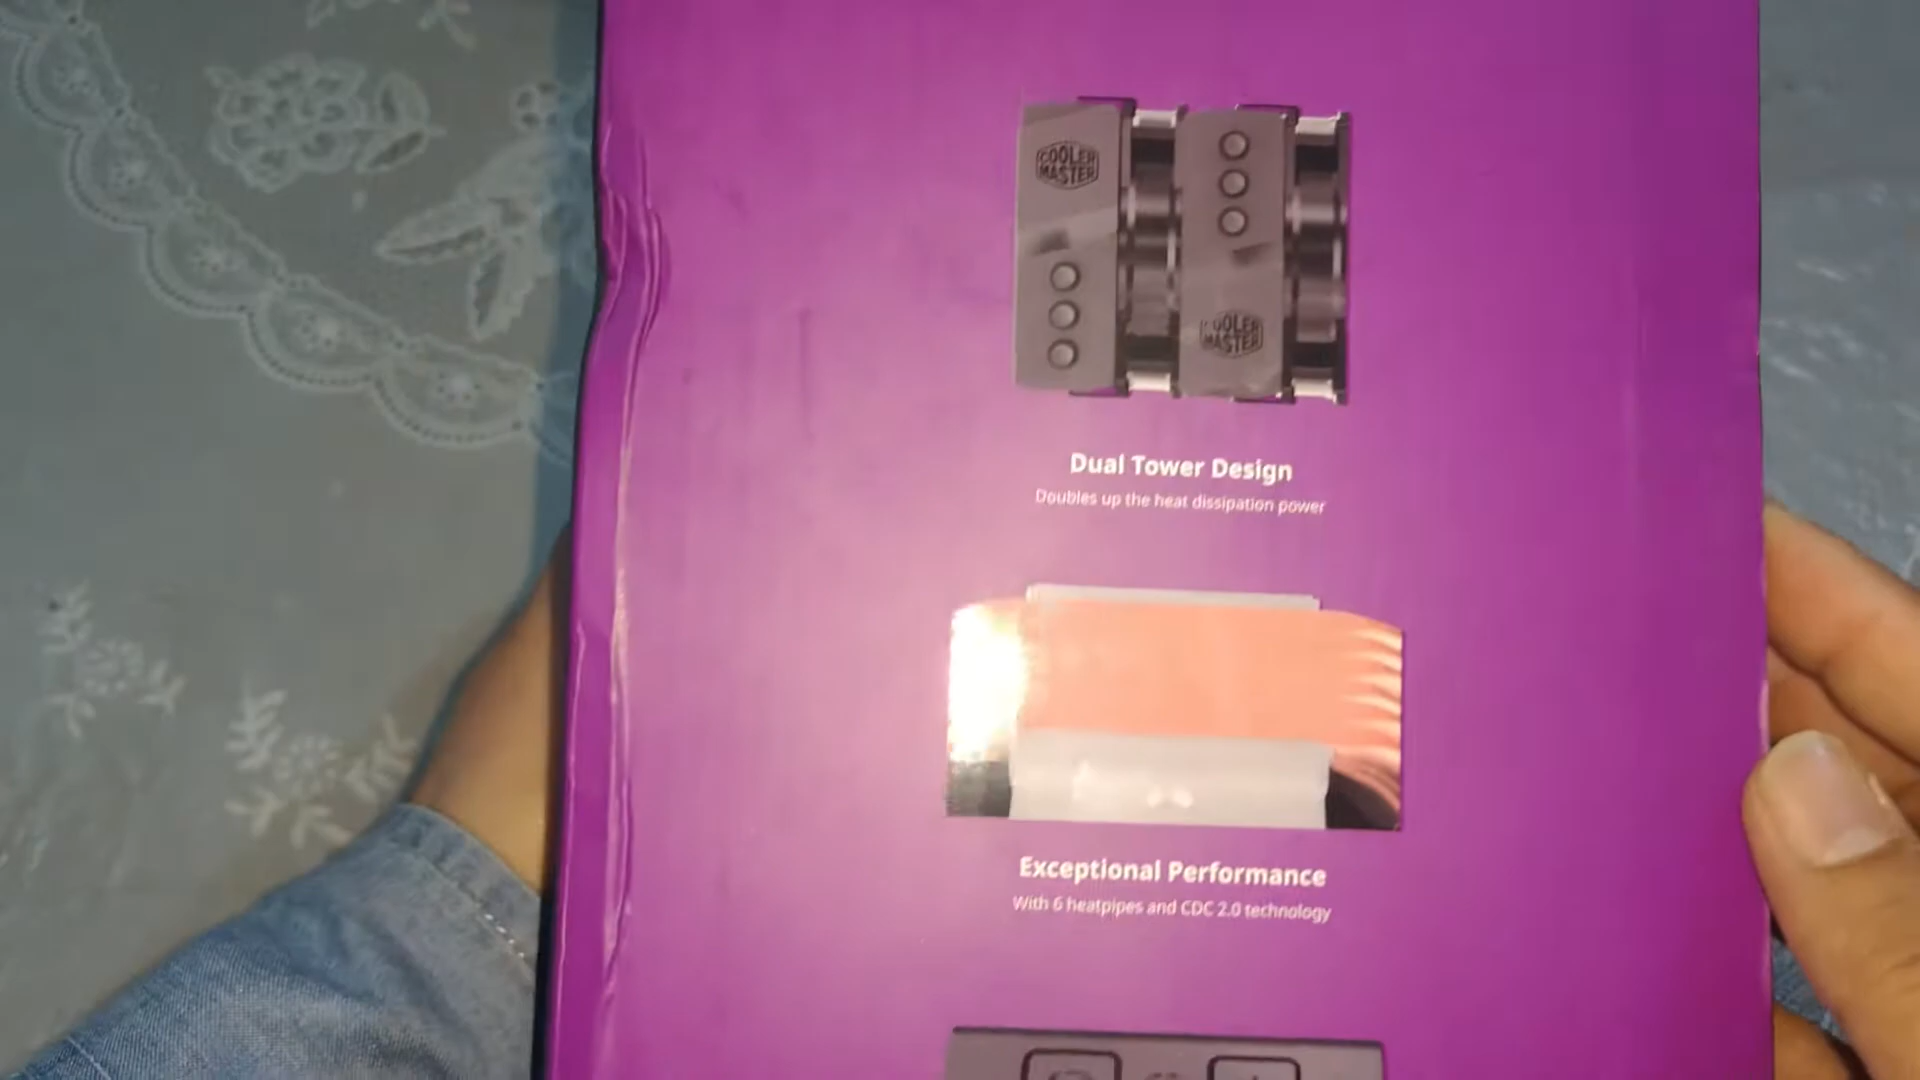 COOLER
MASTER
COOLER
MASTER
Dual Tower Design
Doubles up the heat dissipation power
Exceptional Performance
With 6 heatpipes and CDC 2.0 technology